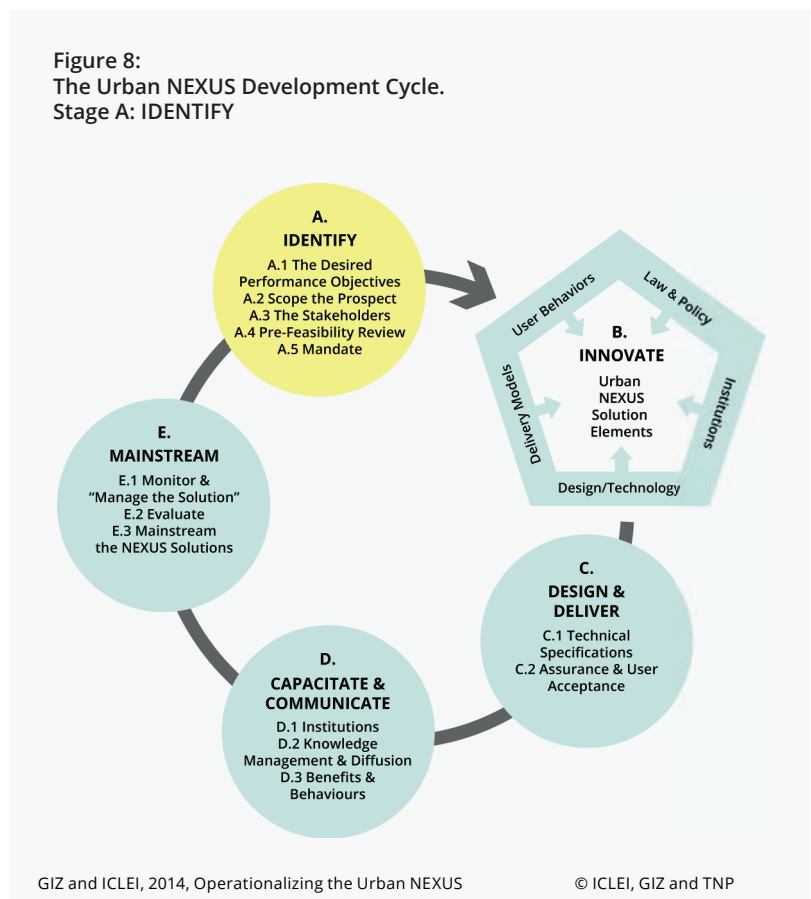 Figure 8:
The Urban NEXUS Development Cycle.
Stage A: IDENTIFY
A.
IDENTIFY
A.1 The Desired
Performance Objectives
A.2 Scope the Prospect
A.3 The Stakeholders
A.4 Pre-Feasibility Review
A.5 Mandate
User Behaviors
Law & Policy
Institutions
Design/Technology
Delivery Models
B.
INNOVATE
Urban
NEXUS
Solution
Elements
C.
DESIGN &
DELIVER
C.1 Technical
Specifications
C.2 Assurance & User
Acceptance
D.
CAPACITATE &
COMMUNICATE
D.1 Institutions
D.2 Knowledge
Management & Diffusion
D.3 Benefits &
Behaviours
E.
MAINSTREAM
E.1 Monitor &
“Manage the Solution”
E.2 Evaluate
E.3 Mainstream
the NEXUS Solutions
GIZ and ICLEI, 2014, Operationalizing the Urban NEXUS
© ICLEI, GIZ and TNP